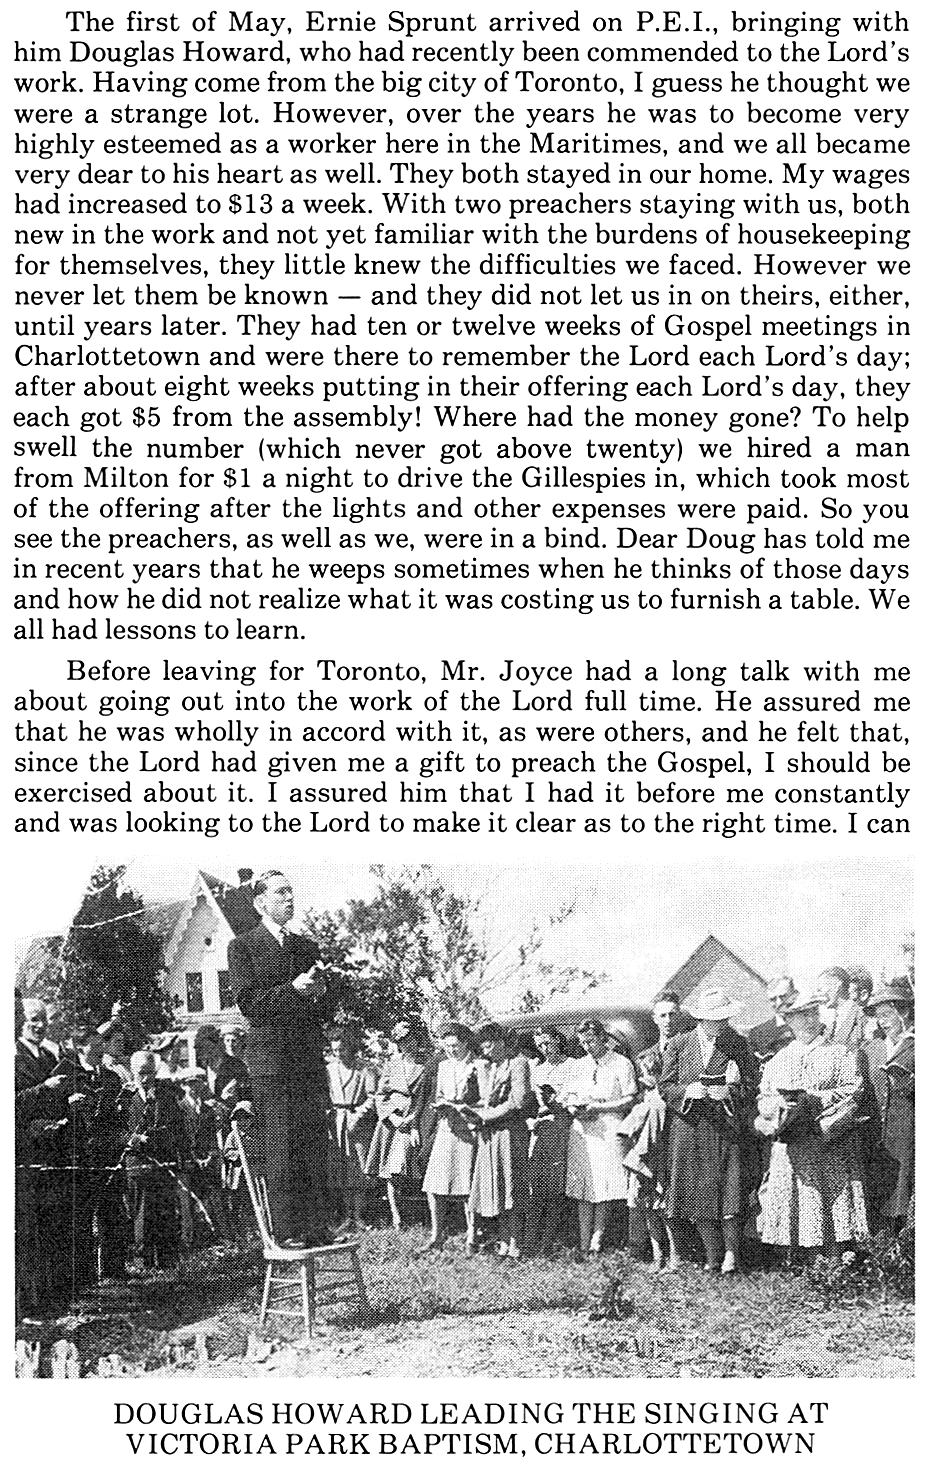 The first of May, Ernie Sprunt arrived on P.E.I., bringing with
him Douglas Howard, who had recently been commended to the Lord's
work. Having come from the big city of Toronto, I guess he thought we
were a strange lot. However, over the years he was to become very
highly esteemed as a worker here in the Maritimes, and we all became
very dear to his heart as well. They both stayed in our home. My wages
had increased to $13 a week. With two preachers staying with us, both
new in the work and not yet familiar with the burdens of housekeeping
for themselves, they little knew the difficulties we faced. However we
never let them be known — and they did not let us in on theirs, either,
until years later. They had ten or twelve weeks of Gospel meetings in
Charlottetown and were there to remember the Lord each Lord's day;
after about eight weeks putting in their offering each Lord's day, they
each got $5 from the assembly! Where had the money gone? To help
swell the number (which never got above twenty) we hired a man
from Milton for $1 a night to drive the Gillespies in, which took most
of the offering after the lights and other expenses were paid. So you
see the preachers, as well as we, were in a bind. Dear Doug has told me
in recent years that he weeps sometimes when he thinks of those days
and how he did not realize what it was costing us to furnish a table. We
all had lessons to learn.
Before leaving for Toronto, Mr. Joyce had a long talk with me
about going out into the work of the Lord full time. He assured me
that he was wholly in accord with it, as were others, and he felt that,
since the Lord had given me a gift to preach the Gospel, I should be
exercised about it. I assured him that I had it before me constantly
and was looking to the Lord to make it clear as to the right time. I can
DOUGLAS HOWARD LEADING THE SINGING AT
VICTORIA PARK BAPTISM, CHARLOTTETOWN